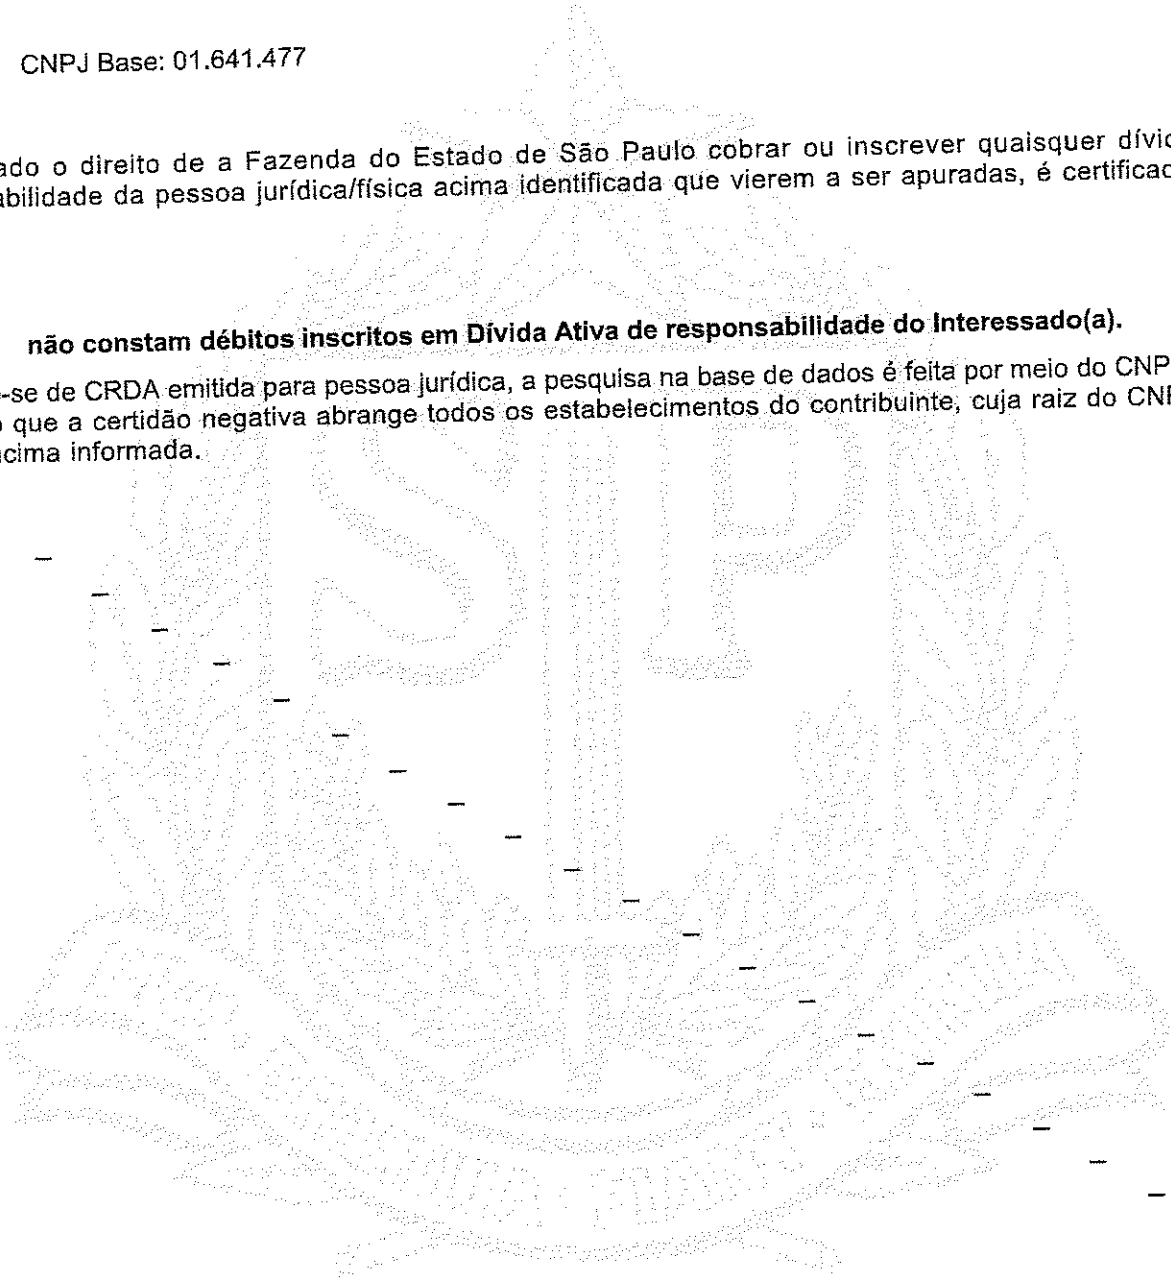 CNPJ Base: 01.641.477
ado o direito de a Fazenda do Estado de São Paulo cobrar ou inscrever quaisquer dívic
abilidade da pessoa jurídica/física acima identificada que vierem a ser apuradas, é certificac
não constam débitos inscritos em Dívida Ativa de responsabilidade do Interessado(a).
-se de CRDA emitida para pessoa jurídica, a pesquisa na base de dados é feita por meio do CNP
o que a certidão negativa abrange todos os estabelecimentos do contribuinte, cuja raiz do CNP
acima informada.
SP